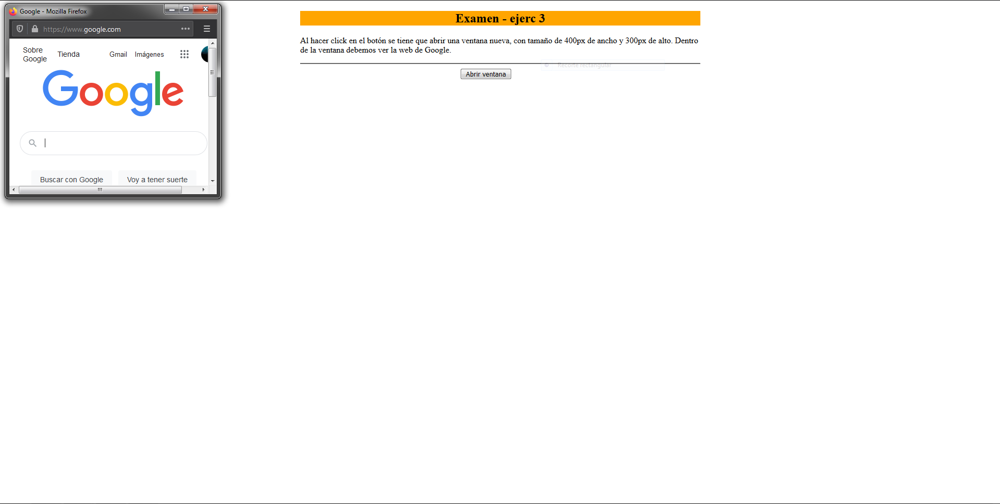 Google - Mozilla Firefox
https://www.google.com
Sobre Google
Tienda
Gmail
Imágenes
Google
Buscar con Google
Voy a tener suerte
Examen - ejerc 3
Al hacer click en el botón se tiene que abrir una ventana nueva, con tamaño de 400px de ancho y 300px de alto. Dentro
de la ventana debemos ver la web de Google.
Recorte rectangular
Abrir ventana